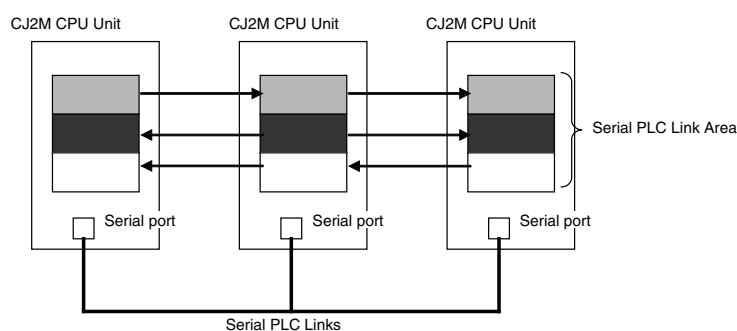 CJ2M CPU Unit
CJ2M CPU Unit
CJ2M CPU Unit
Serial PLC Link Area
Serial port
Serial port
Serial port
Serial PLC Links